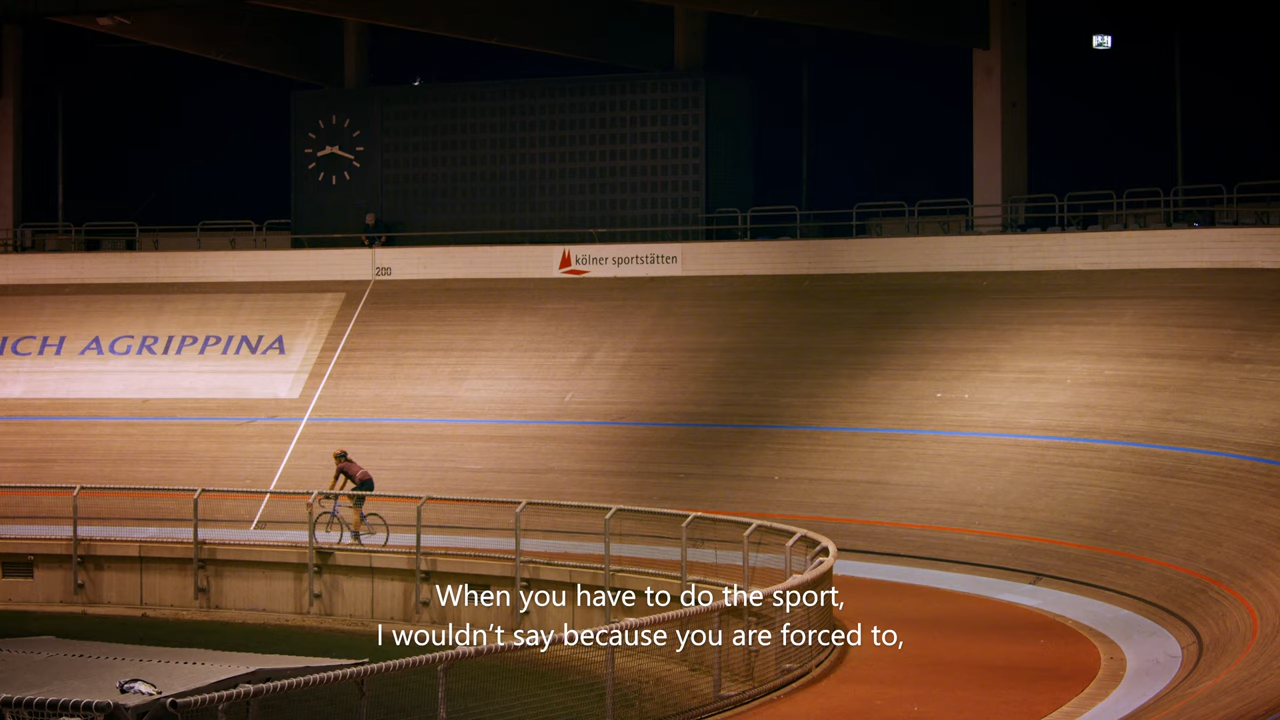 200
kölner sportstätten
ICH AGRIPPINA
When you have to do the sport,
I wouldn't say because you are forced to,